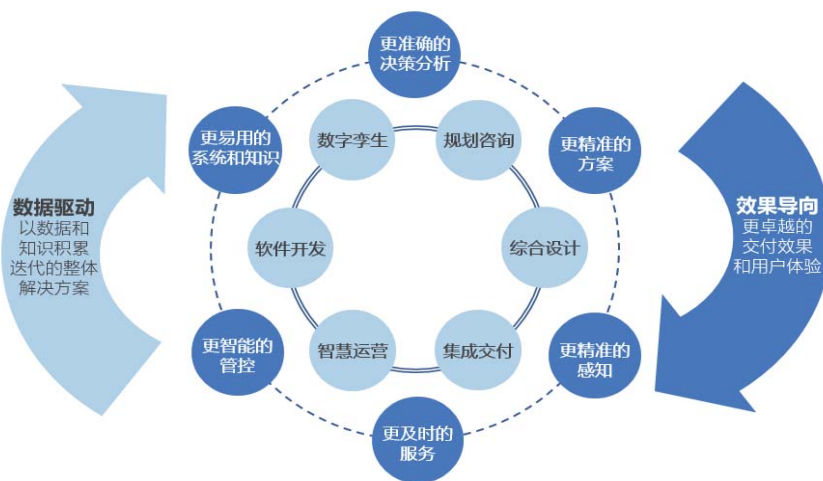 更准确的
决策分析
更易用的
系统和知识
数字孪生
规划咨询
更精准的
方案
数据驱动
以数据和
知识积累
迭代的整体
解决方案
软件开发
综合设计
效果导向
更卓越的
交付效果
和用户体验
更智能的
管控
智慧运营
集成交付
更精准的
感知
更及时的
服务